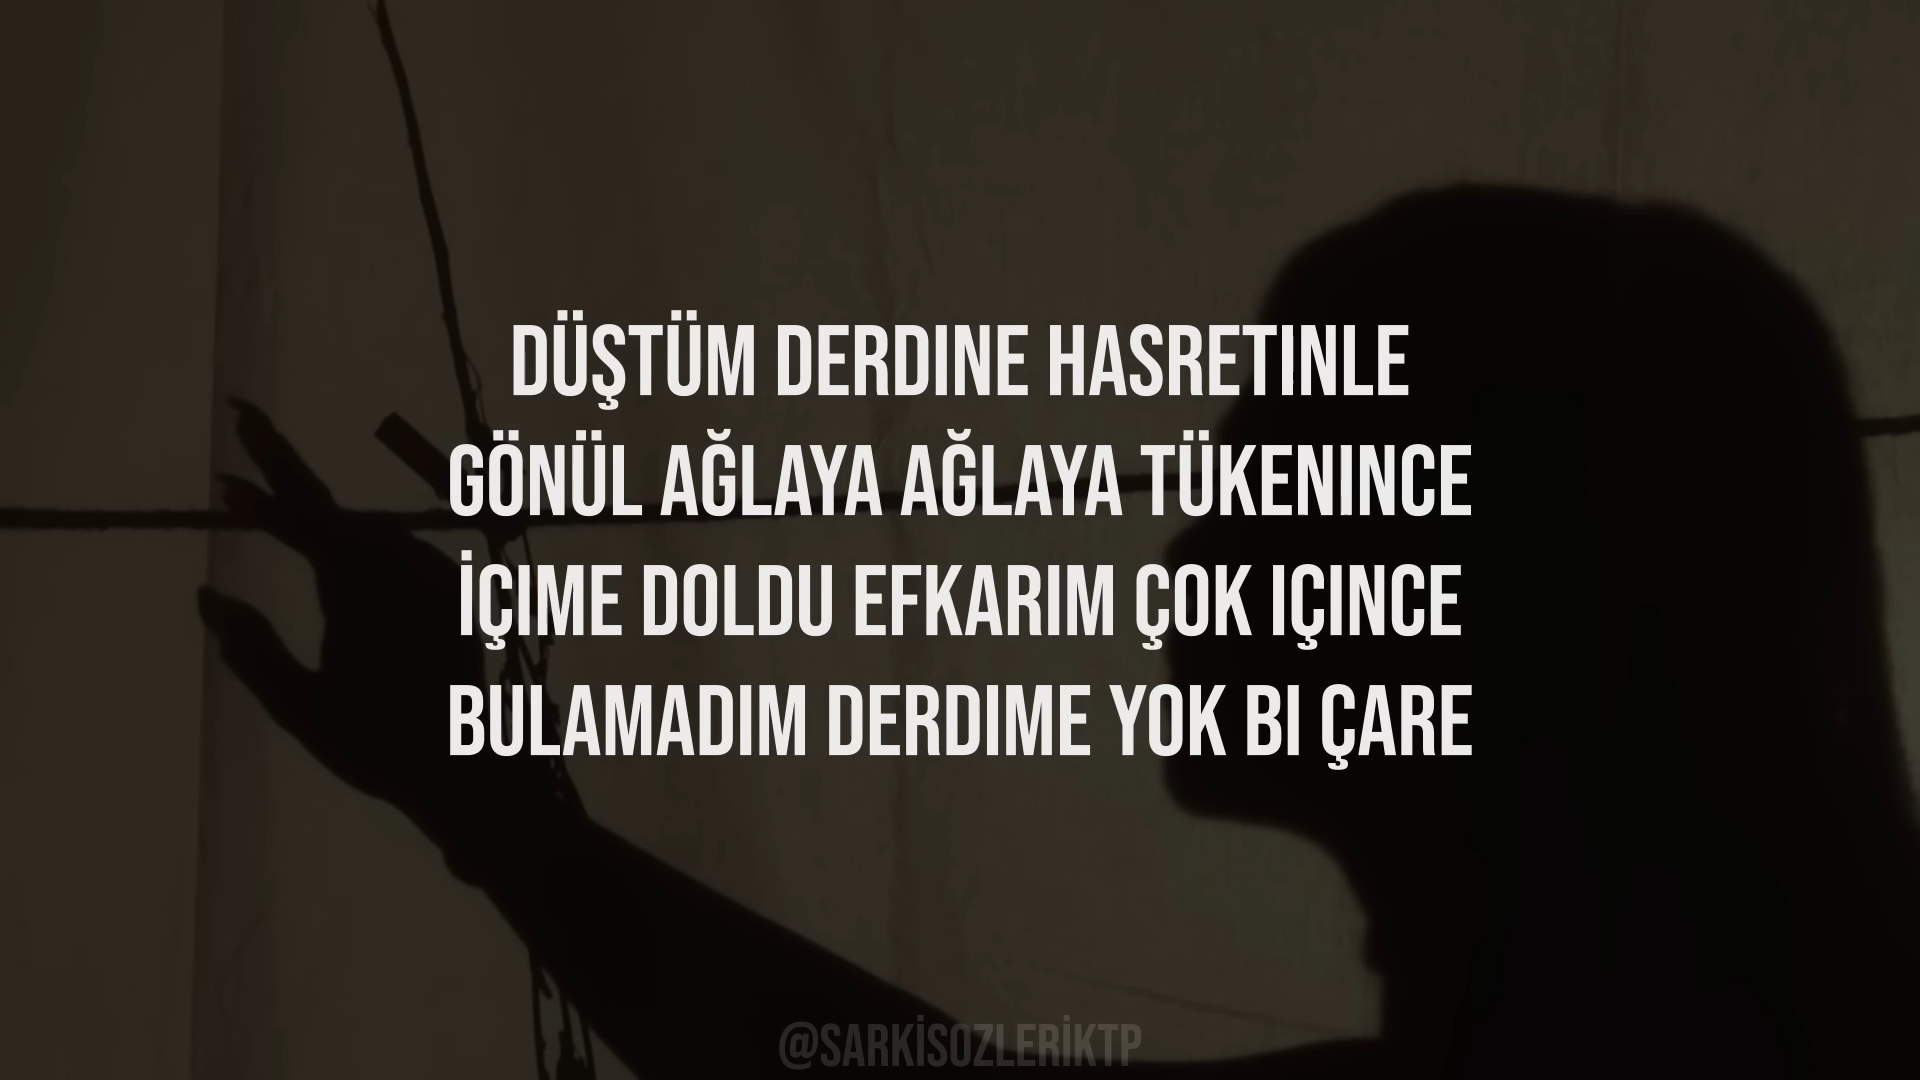 DÜŞTÜM DERDINE HASRETINLE
GÖNÜL AĞLAYA AĞLAYA TÜKENINCE
İÇIME DOLDU EFKARIM ÇOK IÇINCE
BULAMADIM DERDIME YOK BI ÇARE
@SARKİSOZLERİKTP